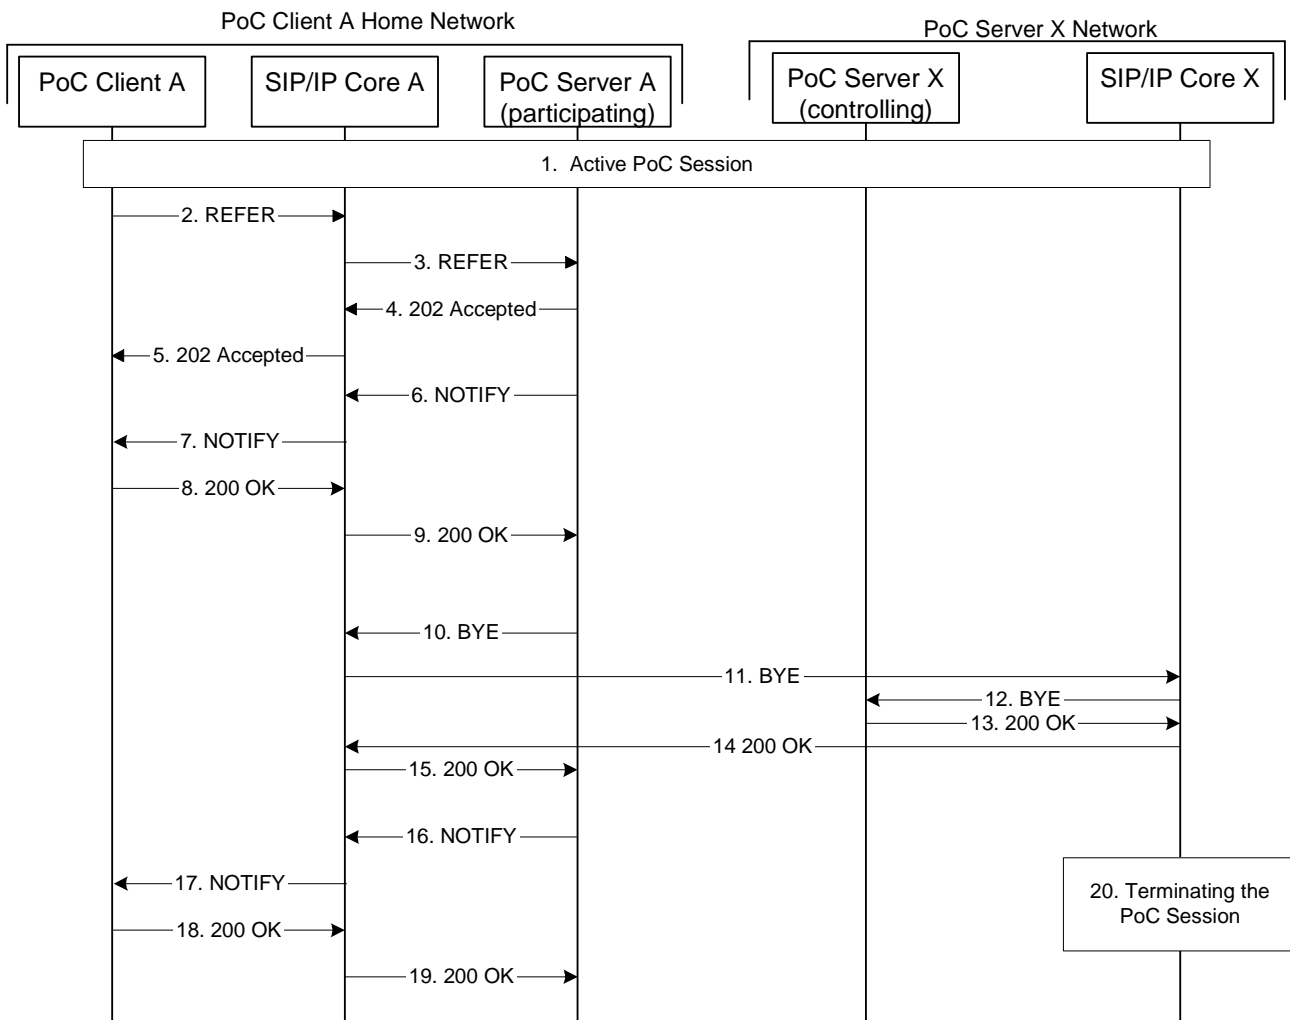 PoC Client A Home Network
PoC Server X Network
PoC Client A
SIP/IP Core A
PoC Server A
(participating)
PoC Server X
(controlling)
SIP/IP Core X
1.  Active PoC Session
2. REFER
3. REFER
4. 202 Accepted
5. 202 Accepted
6. NOTIFY
7. NOTIFY
8. 200 OK
9. 200 OK
10. BYE
11. BYE
12. BYE
13. 200 OK
14 200 OK
15. 200 OK
16. NOTIFY
17. NOTIFY
20. Terminating the
PoC Session
18. 200 OK
19. 200 OK